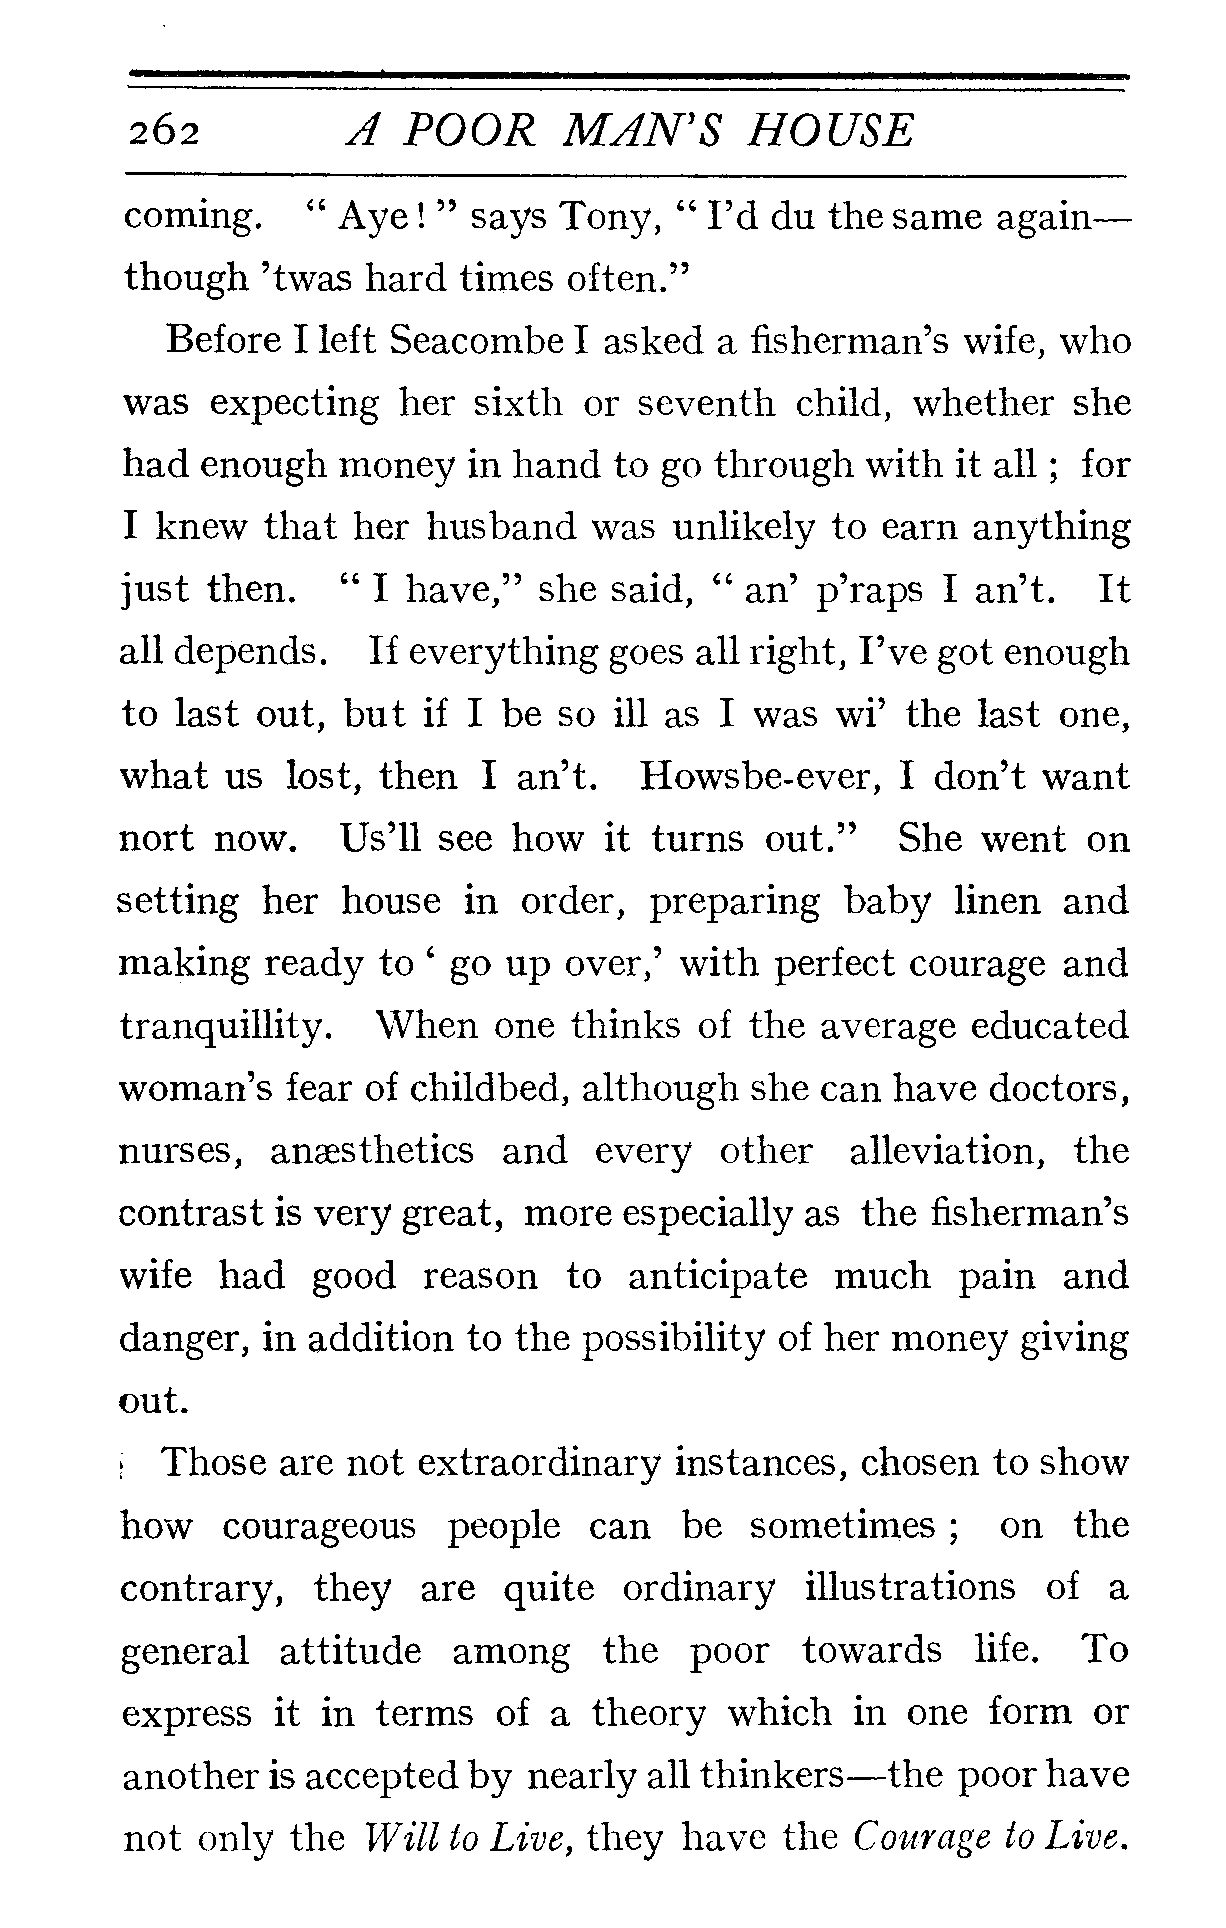 262 A POOR MAN'S HOUSE
coming. “ Aye ! ” says Tony, “ I’d du the same again—
though ’twas hard times often.”
Before I left Seacombe I asked a fisherman’s wife, who
was expecting her sixth or seventh child, whether she
had enough money in hand to go through with it all ; for
I knew that her husband was unlikely to earn anything
just then. “ I have,” she said, “ an’ p’raps I an’t. It
all depends. If everything goes all right, I’ve got enough
to last out, but if I be so ill as I was wi’ the last one,
what us lost, then I an’t. Howsbe-ever, I don’t want
nort now. Us’ll see how it turns out.” She went on
setting her house in order, preparing baby linen and
making ready to ‘ go up over,’ with perfect courage and
tranquillity. When one thinks of the average educated
woman’s fear of childbed, although she can have doctors,
nurses, anæsthetics and every other alleviation, the
contrast is very great, more especially as the fisherman’s
wife had good reason to anticipate much pain and
danger, in addition to the possibility of her money giving
out.
Those are not extraordinary instances, chosen to show
how courageous people can be sometimes ; on the
contrary, they are quite ordinary illustrations of a
general attitude among the poor towards life. To
express it in terms of a theory which in one form or
another is accepted by nearly all thinkers—the poor have
not only the Will to Live, they have the Courage to Live.